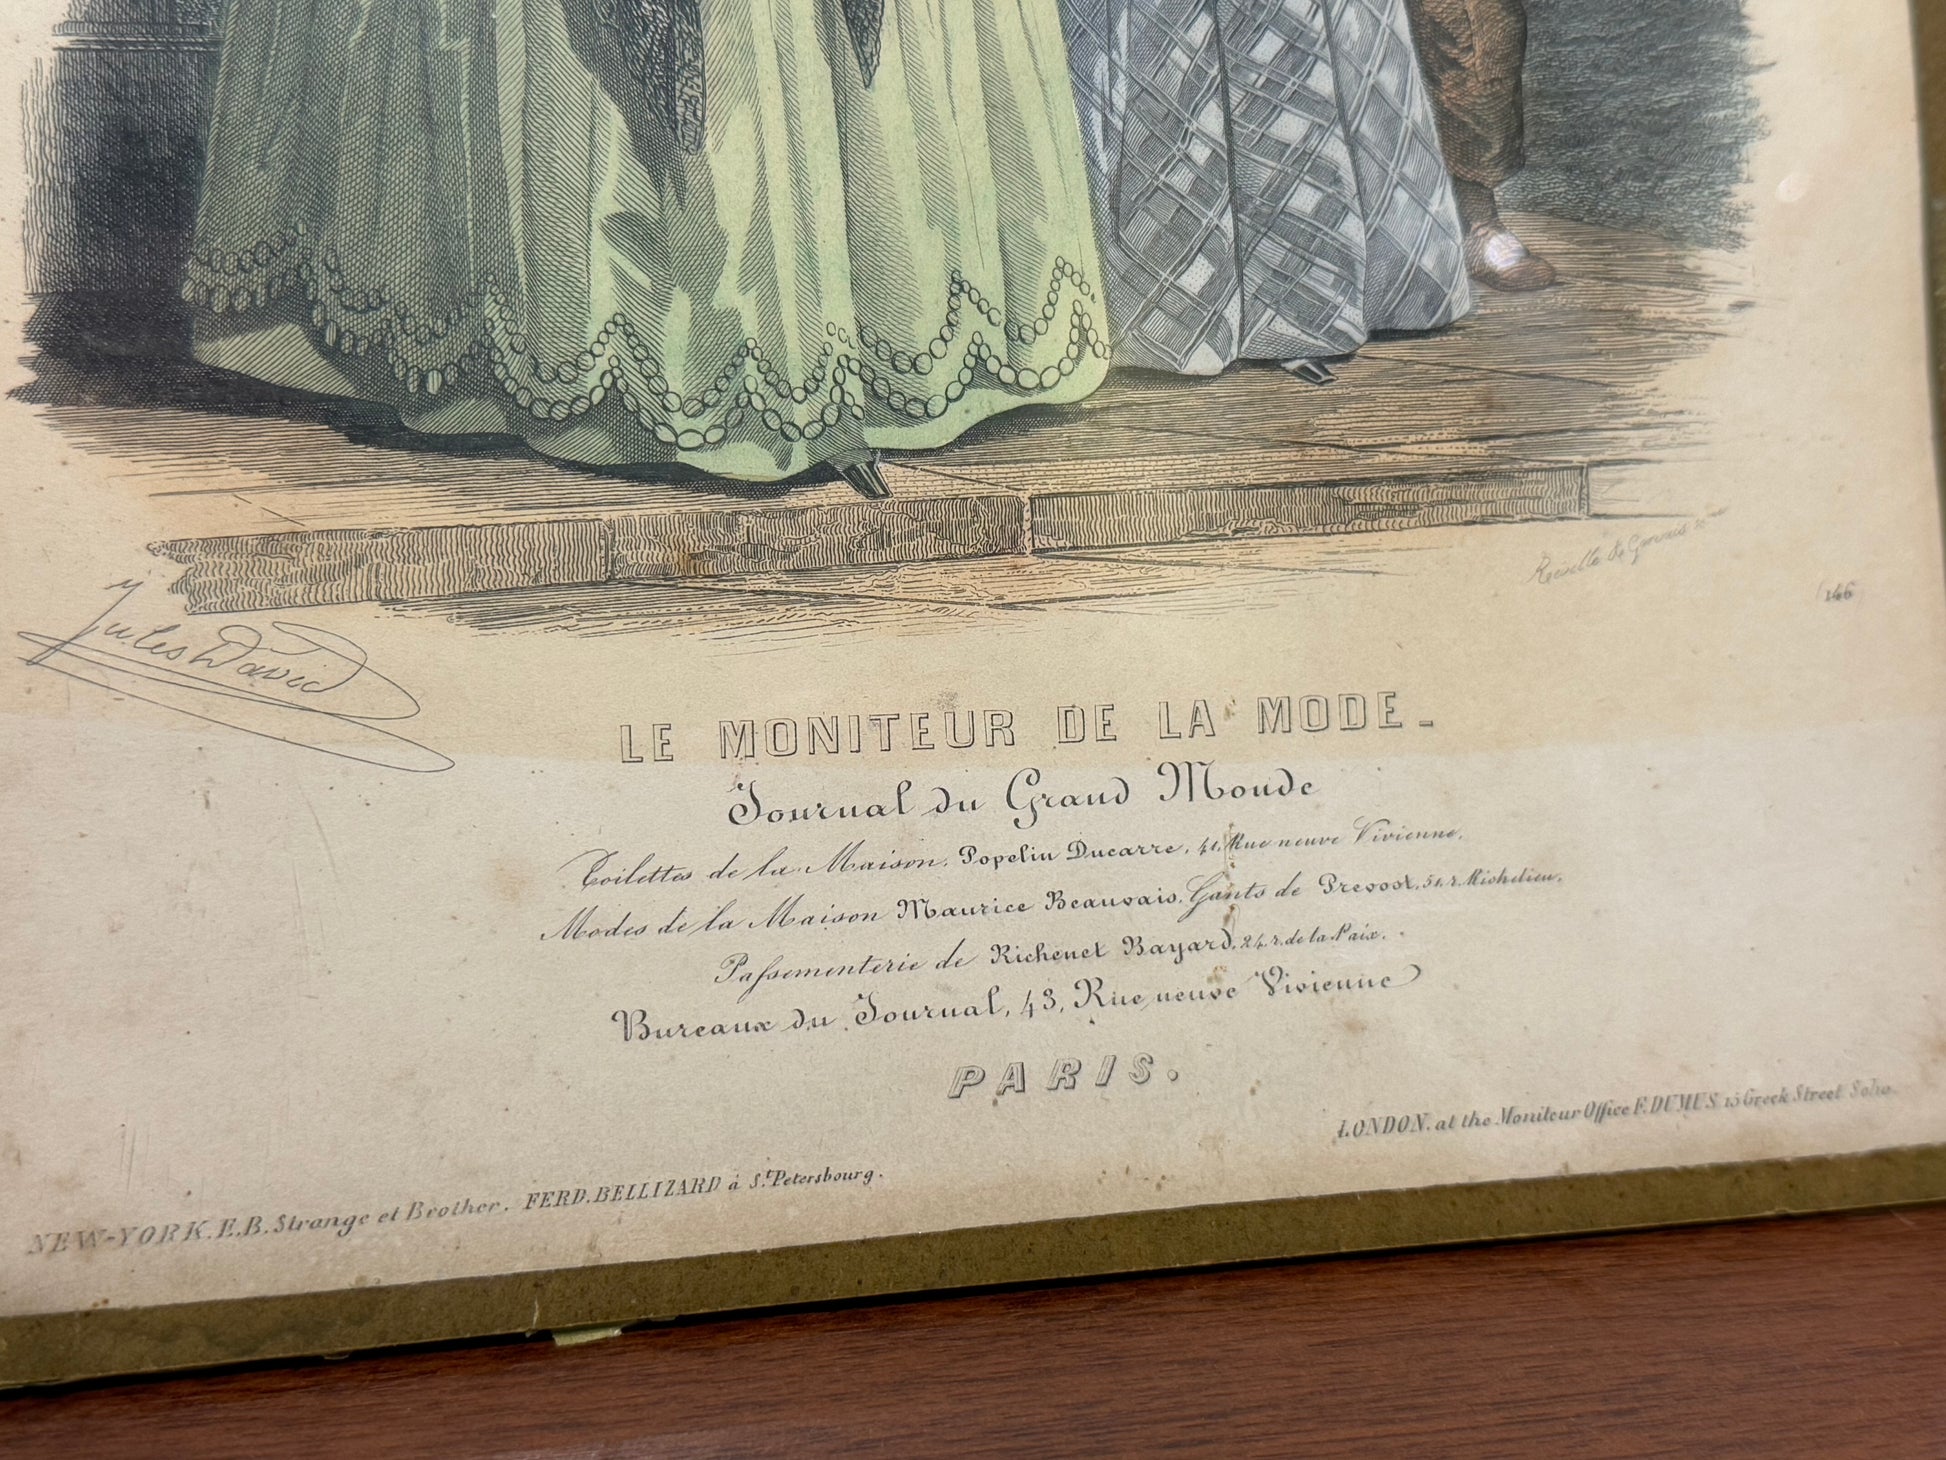 Jules David
Réville
146
LE MONITEUR DE LA MODE.
Journal du Grand Monde
Toilettes de la Maison, Popelin Ducarre, 41, Rue neuve Vivienne.
Modes de la Maison Maurice Beauvais, Gants de Prevost, 51, r. Richelieu.
Passementerie de Richenet Bayard, 24, r. de la Paix.
Bureaux du Journal, 43, Rue neuve Vivienne
PARIS.
LONDON. at the Moniteur Office F. DUMUS 15 Greek Street Soho.
NEW-YORK. E.B. Strange et Brother. FERD. BELLIZARD à St. Petersbourg.